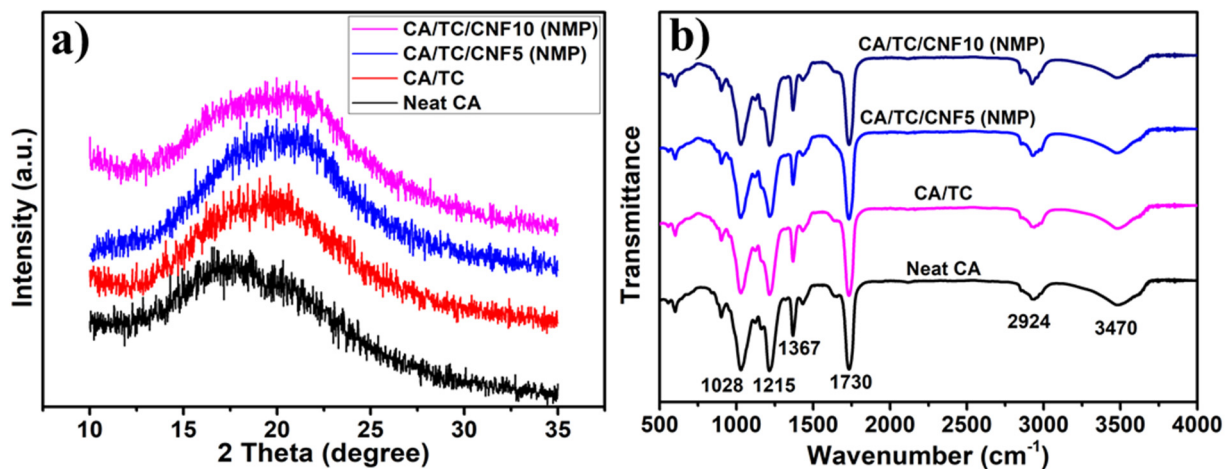 a)
CA/TC/CNF10 (NMP)
CA/TC/CNF5 (NMP)
CA/TC
Neat CA
Intensity (a.u.)
10 15 20 25 30 35
2 Theta (degree)
b)
CA/TC/CNF10 (NMP)
CA/TC/CNF5 (NMP)
CA/TC
Neat CA
2924 3470
1367
1028 1215 1730
Transmittance
500 1000 1500 2000 2500 3000 3500 4000
Wavenumber (cm⁻¹)